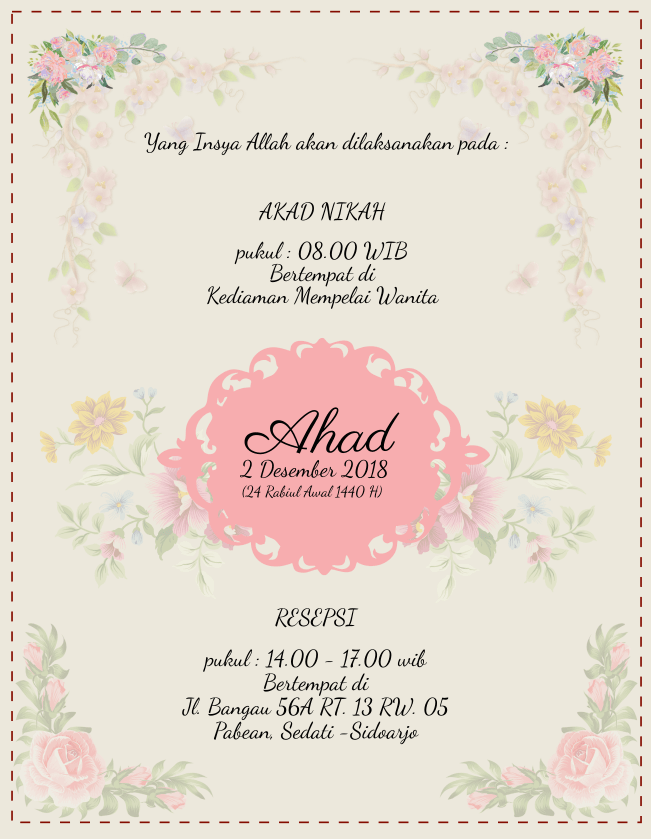 Yang Insya Allah akan dilaksanakan pada :
AKAD NIKAH
pukul : 08.00 WIB
Bertempat di
Kediaman Mempelai Wanita
Ahad
2 Desember 2018
(24 Rabiul Awal 1440 H)
RESEPSI
pukul : 14.00 - 17.00 wib
Bertempat di
Jl. Bangau 56A RT. 13 RW. 05
Pabean, Sedati -Sidoarjo